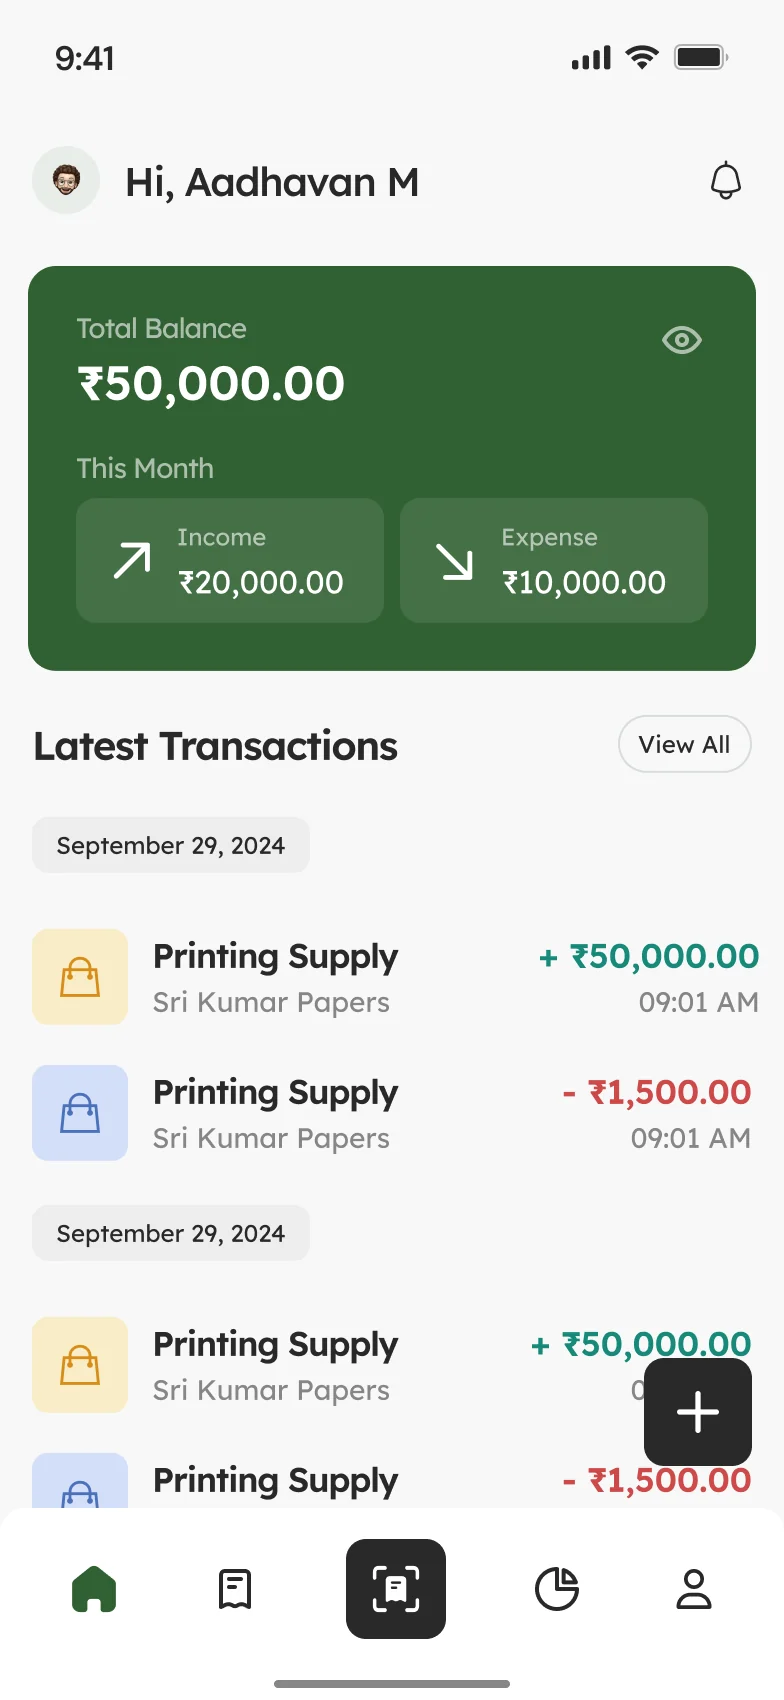 9:41
Hi, Aadhavan M
Total Balance
₹50,000.00
This Month
Income
₹20,000.00
Expense
₹10,000.00
Latest Transactions
View All
September 29, 2024
Printing Supply
+ ₹50,000.00
Sri Kumar Papers
09:01 AM
Printing Supply
- ₹1,500.00
Sri Kumar Papers
09:01 AM
September 29, 2024
Printing Supply
+ ₹50,000.00
Sri Kumar Papers
Printing Supply
- ₹1,500.00